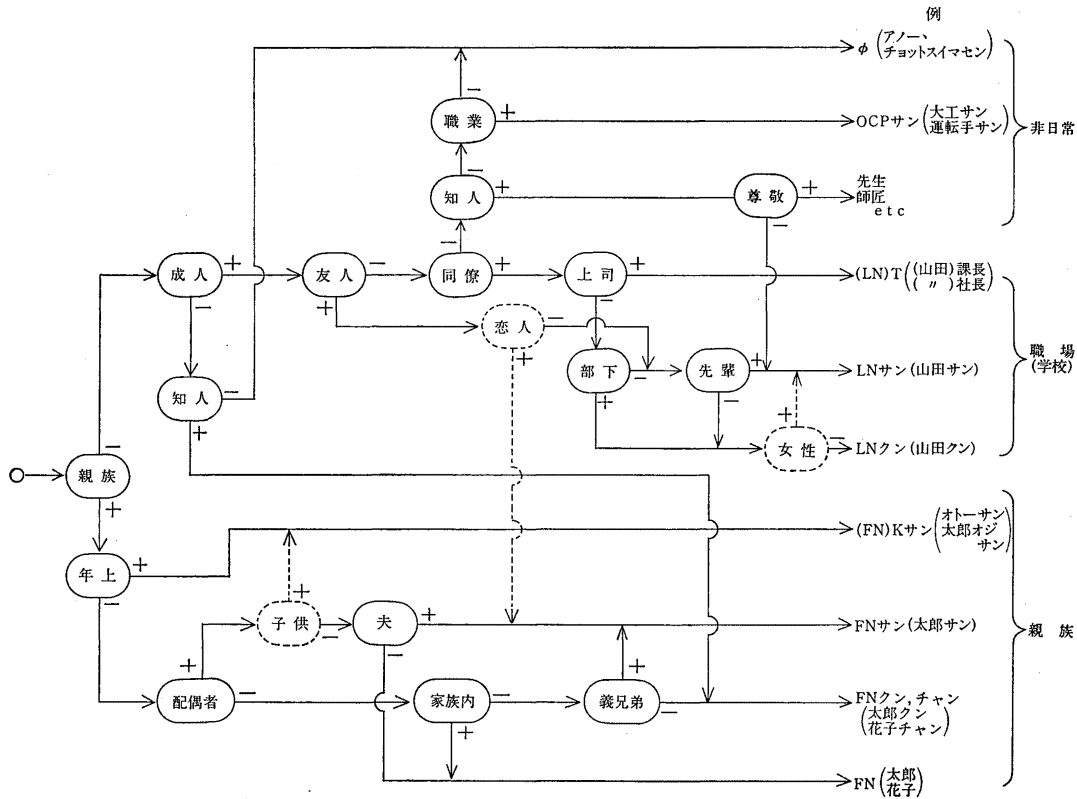 例
φ (アノー、
チョットスイマセン)
職業
OCPサン (大工サン
運転手サン)
非日常
知人
尊敬
先生
師匠
etc
成人
友人
同僚
上司
(LN)T ((山田)課長
(〃)社長)
恋人
部下
先輩
LNサン(山田サン)
職場
(学校)
知人
女性
LNクン(山田クン)
親族
年上
(FN)Kサン (オトーサン
太郎オジ
サン)
子供
夫
FNサン(太郎サン)
親族
配偶者
家族内
義兄弟
FNクン,チャン
(太郎クン
花子チャン)
FN (太郎
花子)
+
−
+
−
+
−
+
−
+
−
+
−
+
−
+
−
+
−
+
−
+
−
+
−
+
−
+
−
+
−
+
−
+
−
+
−
+
−